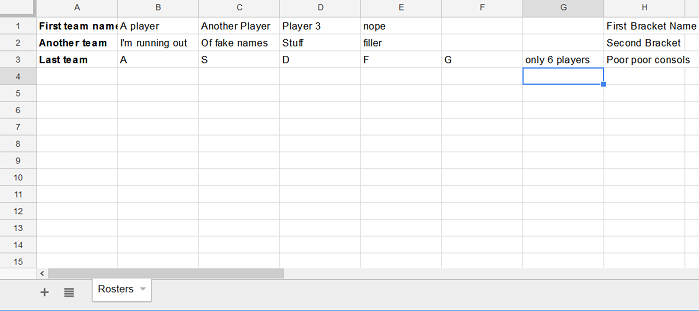 A B C D E F G H
1 First team name A player Another Player Player 3 nope First Bracket Name
2 Another team I'm running out Of fake names Stuff filler Second Bracket
3 Last team A S D F G only 6 players Poor poor consols
4
5
6
7
8
9
10
11
12
13
14
15
Rosters